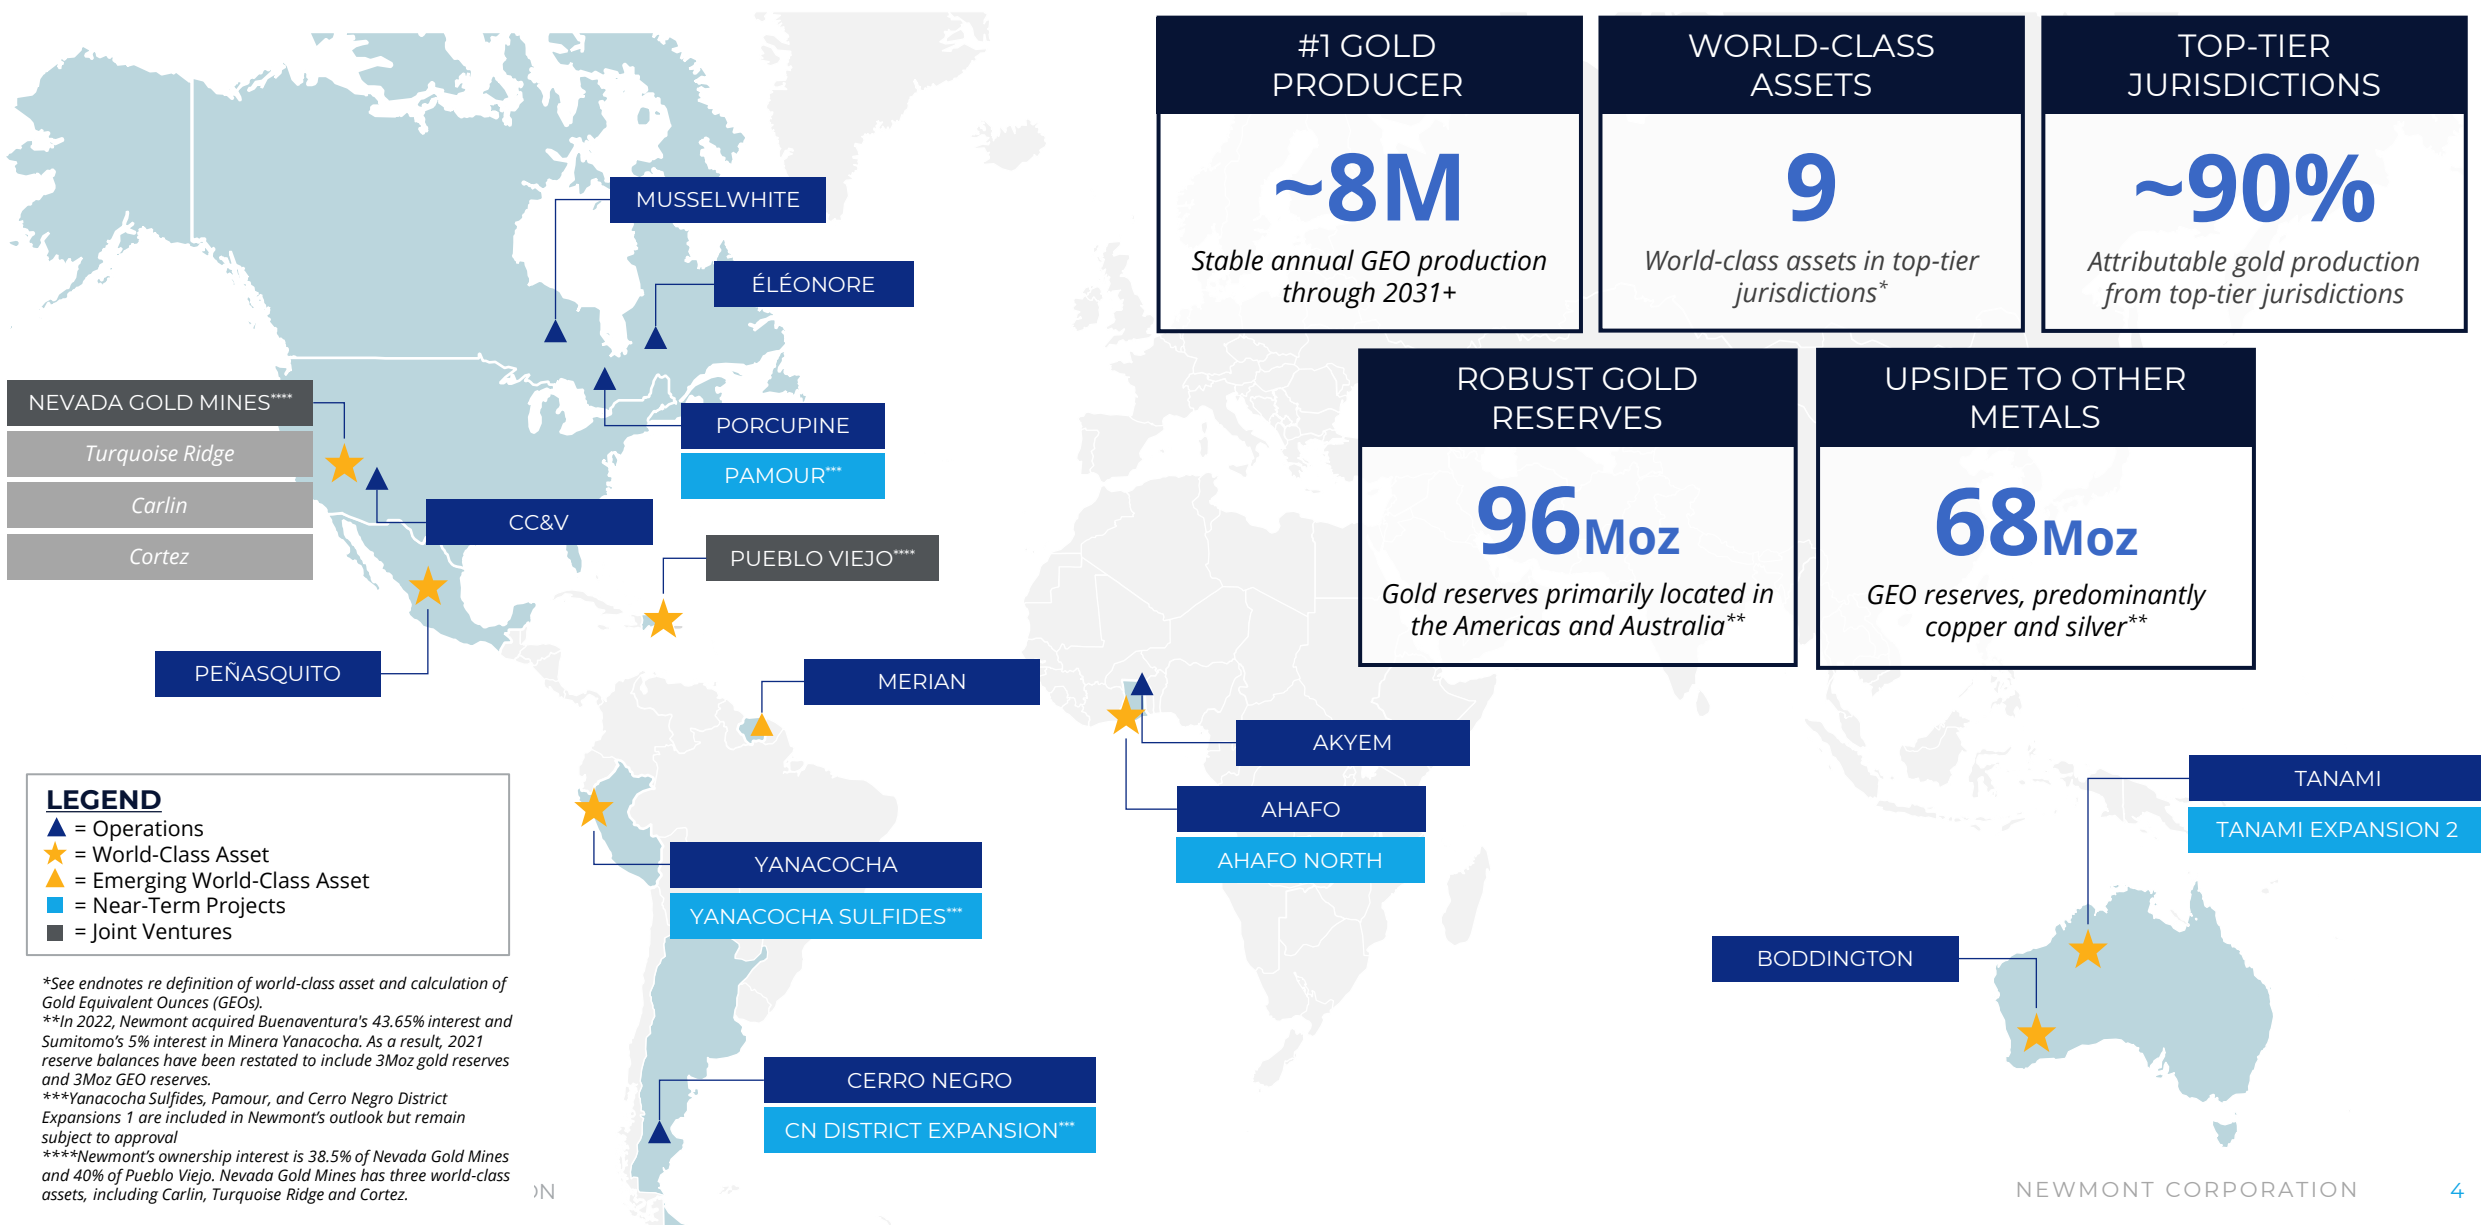 #1 GOLD
PRODUCER
~8M
Stable annual GEO production
through 2031+
WORLD-CLASS
ASSETS
9
World-class assets in top-tier
jurisdictions*
TOP-TIER
JURISDICTIONS
~90%
Attributable gold production
from top-tier jurisdictions
ROBUST GOLD
RESERVES
96Moz
Gold reserves primarily located in
the Americas and Australia**
UPSIDE TO OTHER
METALS
68Moz
GEO reserves, predominantly
copper and silver**
MUSSELWHITE
ÉLÉONORE
NEVADA GOLD MINES****
Turquoise Ridge
Carlin
Cortez
PORCUPINE
PAMOUR***
CC&V
PUEBLO VIEJO****
PEÑASQUITO
MERIAN
AKYEM
AHAFO
AHAFO NORTH
YANACOCHA
YANACOCHA SULFIDES***
TANAMI
TANAMI EXPANSION 2
BODDINGTON
CERRO NEGRO
CN DISTRICT EXPANSION***
LEGEND
= Operations
= World-Class Asset
= Emerging World-Class Asset
= Near-Term Projects
= Joint Ventures
*See endnotes re definition of world-class asset and calculation of
Gold Equivalent Ounces (GEOs).
**In 2022, Newmont acquired Buenaventura's 43.65% interest and
Sumitomo's 5% interest in Minera Yanacocha. As a result, 2021
reserve balances have been restated to include 3Moz gold reserves
and 3Moz GEO reserves.
***Yanacocha Sulfides, Pamour, and Cerro Negro District
Expansions 1 are included in Newmont's outlook but remain
subject to approval
****Newmont's ownership interest is 38.5% of Nevada Gold Mines
and 40% of Pueblo Viejo. Nevada Gold Mines has three world-class
assets, including Carlin, Turquoise Ridge and Cortez.
NEWMONT CORPORATION 4